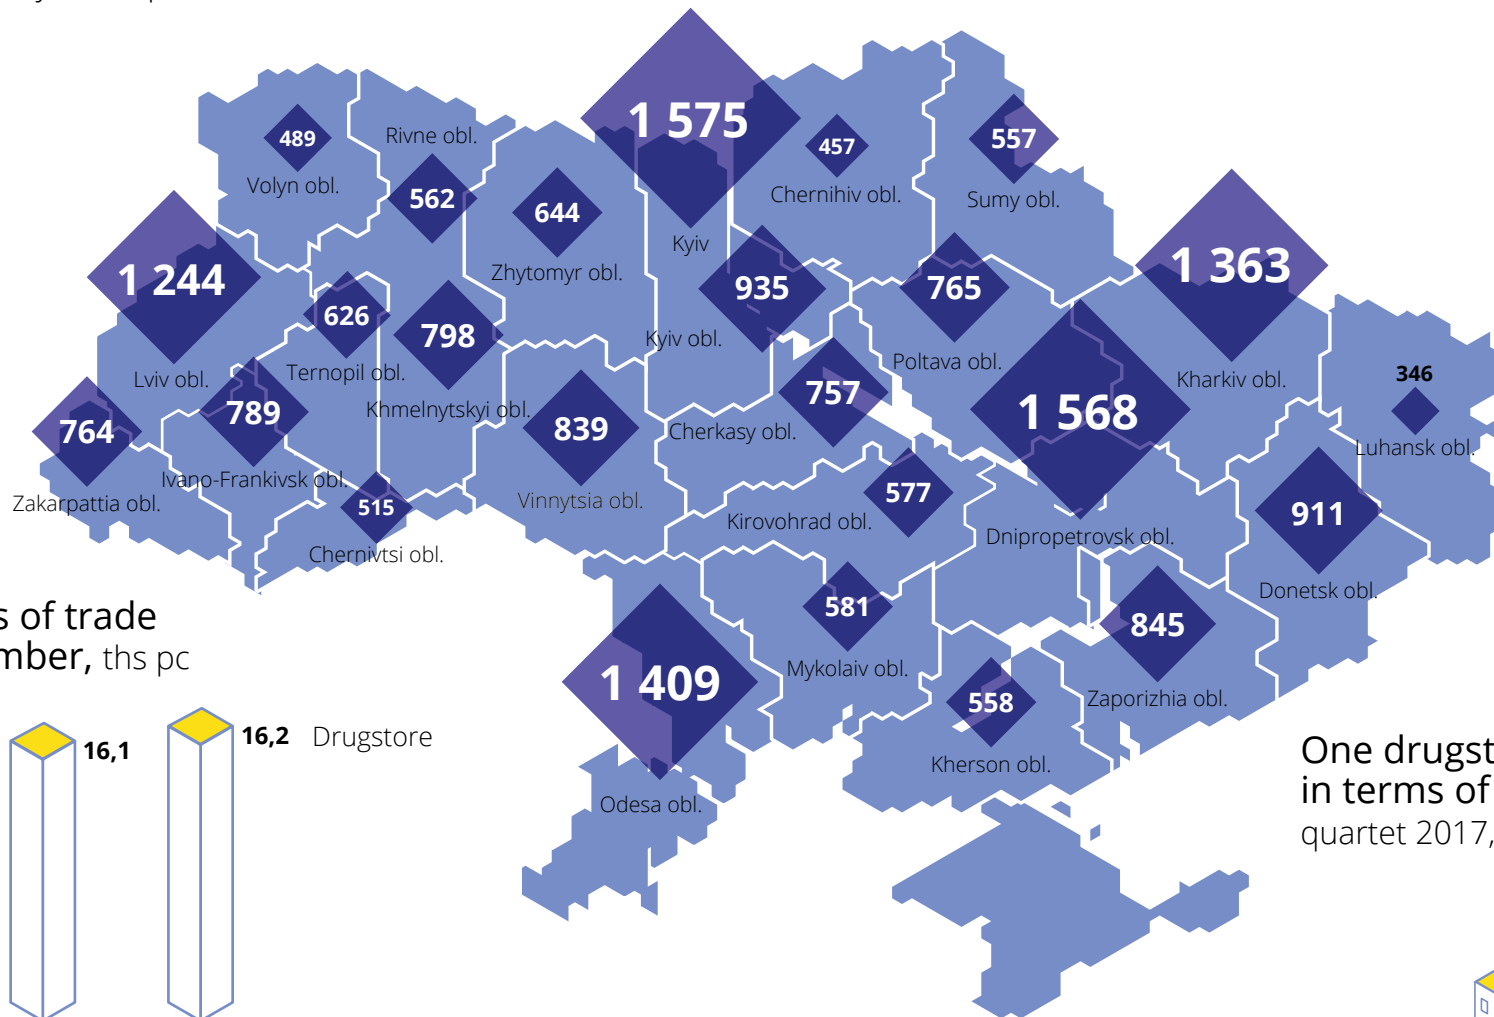 1 575
489
Volyn obl.
Rivne obl.
562
644
Zhytomyr obl.
Kyiv
457
Chernihiv obl.
557
Sumy obl.
1 244
Lviv obl.
626
Ternopil obl.
798
Khmelnytskyi obl.
935
Kyiv obl.
765
Poltava obl.
1 363
Kharkiv obl.
346
Luhansk obl.
764
Zakarpattia obl.
789
Ivano-Frankivsk obl.
515
Chernivtsi obl.
839
Vinnytsia obl.
757
Cherkasy obl.
577
Kirovohrad obl.
1 568
Dnipropetrovsk obl.
911
Donetsk obl.
581
Mykolaiv obl.
845
Zaporizhia obl.
558
Kherson obl.
1 409
Odesa obl.
of trade
ths pc
16,1
16,2 Drugstore
One
in terms of
quartet 2017,